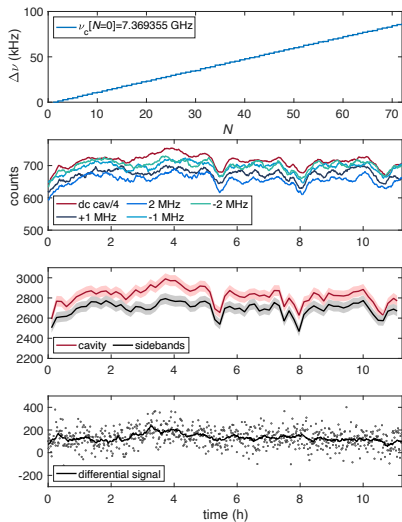 100
50
0
Δν (kHz)
ν_c[N=0]=7.369355 GHz
0 10 20 30 40 50 60 70
N
700
600
500
counts
dc cav/4 2 MHz -2 MHz
+1 MHz -1 MHz
0 2 4 6 8 10
3000
2800
2600
2400
2200
cavity sidebands
0 2 4 6 8 10
400
200
0
-200
differential signal
0 2 4 6 8 10
time (h)